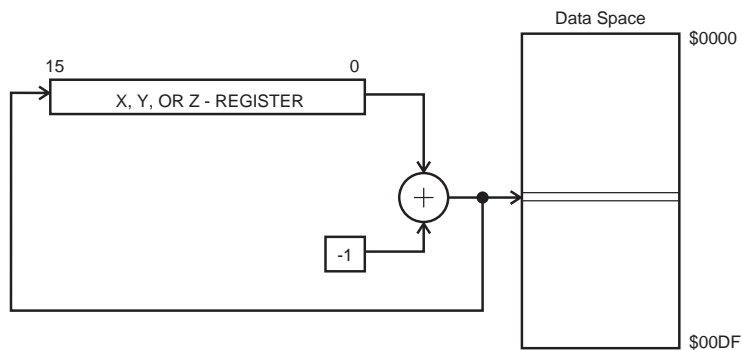 Data Space
$0000
15 0
X, Y, OR Z - REGISTER
+
-1
$00DF